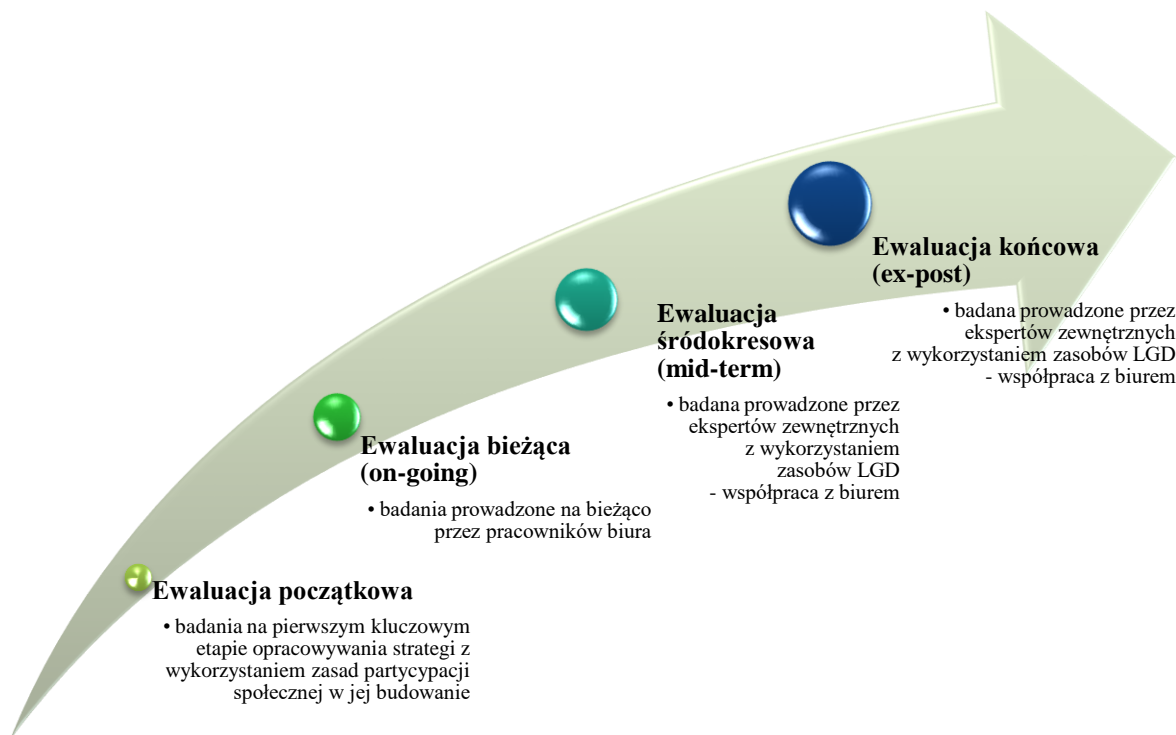 Ewaluacja początkowa
• badania na pierwszym kluczowym
etapie opracowywania strategi z
wykorzystaniem zasad partycypacji
społecznej w jej budowanie
Ewaluacja bieżąca
(on-going)
• badania prowadzone na bieżąco
przez pracowników biura
Ewaluacja
śródokresowa
(mid-term)
• badana prowadzone przez
ekspertów zewnętrznych
z wykorzystaniem
zasobów LGD
- współpraca z biurem
Ewaluacja końcowa
(ex-post)
• badana prowadzone przez
ekspertów zewnętrznych
z wykorzystaniem zasobów LGD
- współpraca z biurem